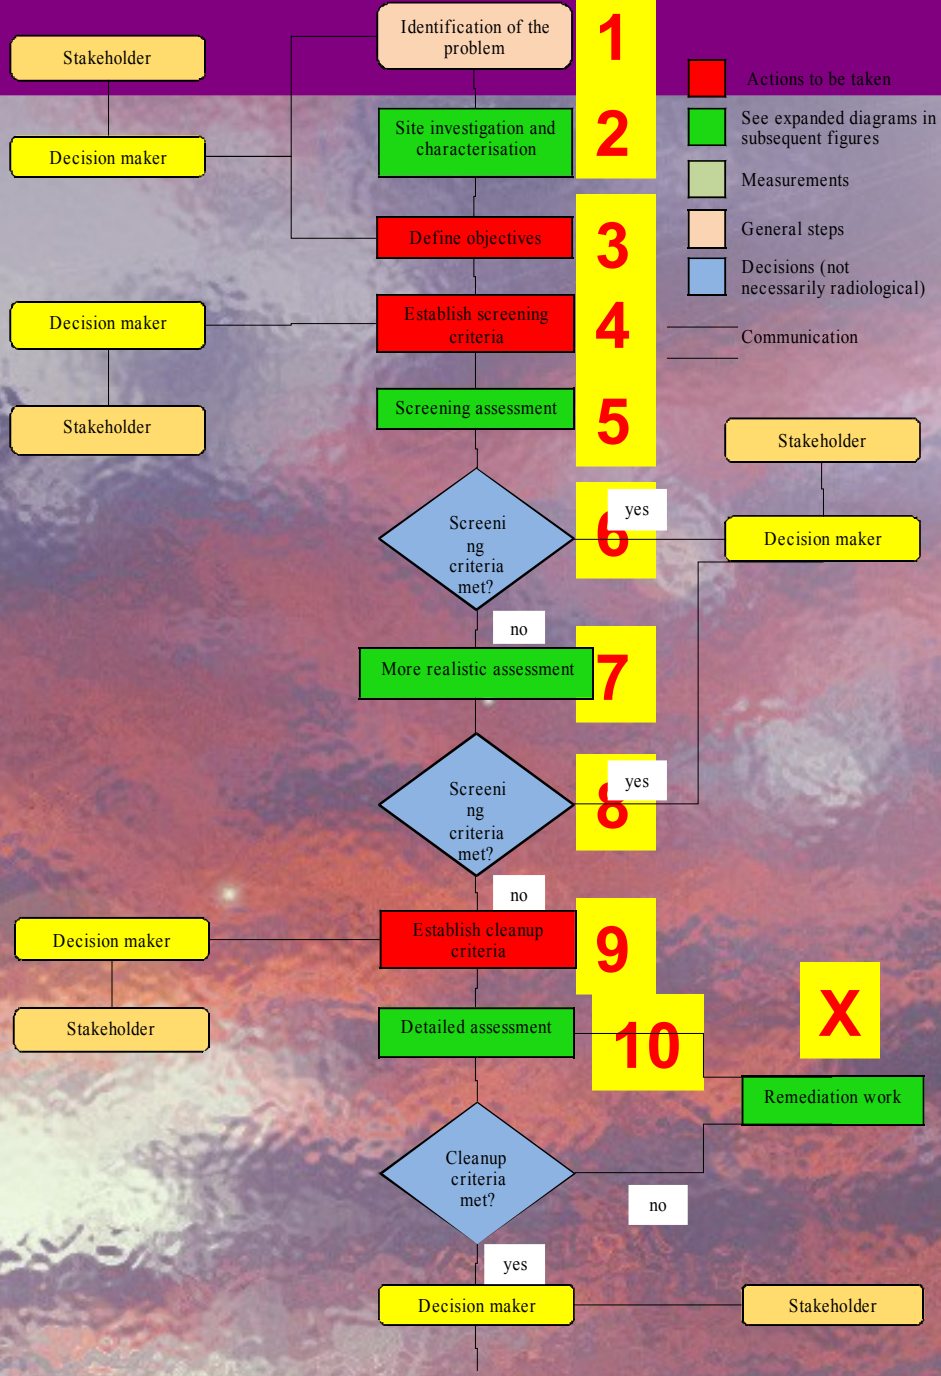 Identification of the
problem
1
Stakeholder
Actions to be taken
Site investigation and
characterisation
2
See expanded diagrams in
subsequent figures
Decision maker
Measurements
Define objectives
3
General steps
Decisions (not
necessarily radiological)
Decision maker
Establish screening
criteria
4
Communication
Screening assessment
5
Stakeholder
Stakeholder
Screeni
ng
criteria
met?
6
yes
Decision maker
no
More realistic assessment
7
Screeni
ng
criteria
met?
8
yes
no
Decision maker
Establish cleanup
criteria
9
Stakeholder
Detailed assessment
10
X
Remediation work
Cleanup
criteria
met?
no
yes
Decision maker
Stakeholder